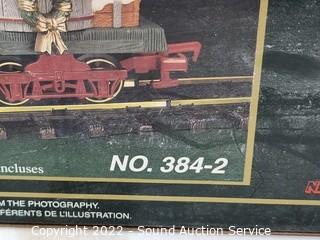 ncluses
NO. 384-2
M THE PHOTOGRAPHY.
FÉRENTS DE L'ILLUSTRATION.
Copyright 2022 - Sound Auction Service